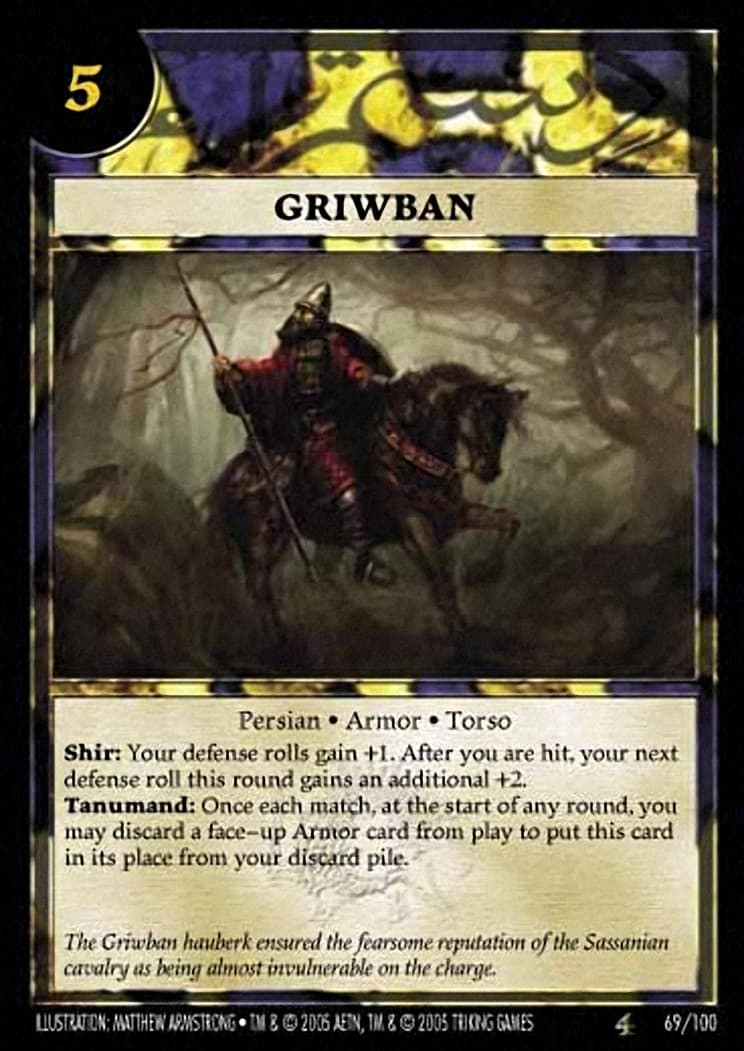 5
رستم
GRIWBAN
Persian • Armor • Torso
Shir: Your defense rolls gain +1. After you are hit, your next
defense roll this round gains an additional +2.
Tanumand: Once each match, at the start of any round, you
may discard a face-up Armor card from play to put this card
in its place from your discard pile.
The Griwban hauberk ensured the fearsome reputation of the Sassanian
cavalry as being almost invulnerable on the charge.
ILLUSTRATION: MATTHEW ARMSTRONG • TM & © 2005 AETN, TM & © 2005 TRIKING GAMES 4 69/100